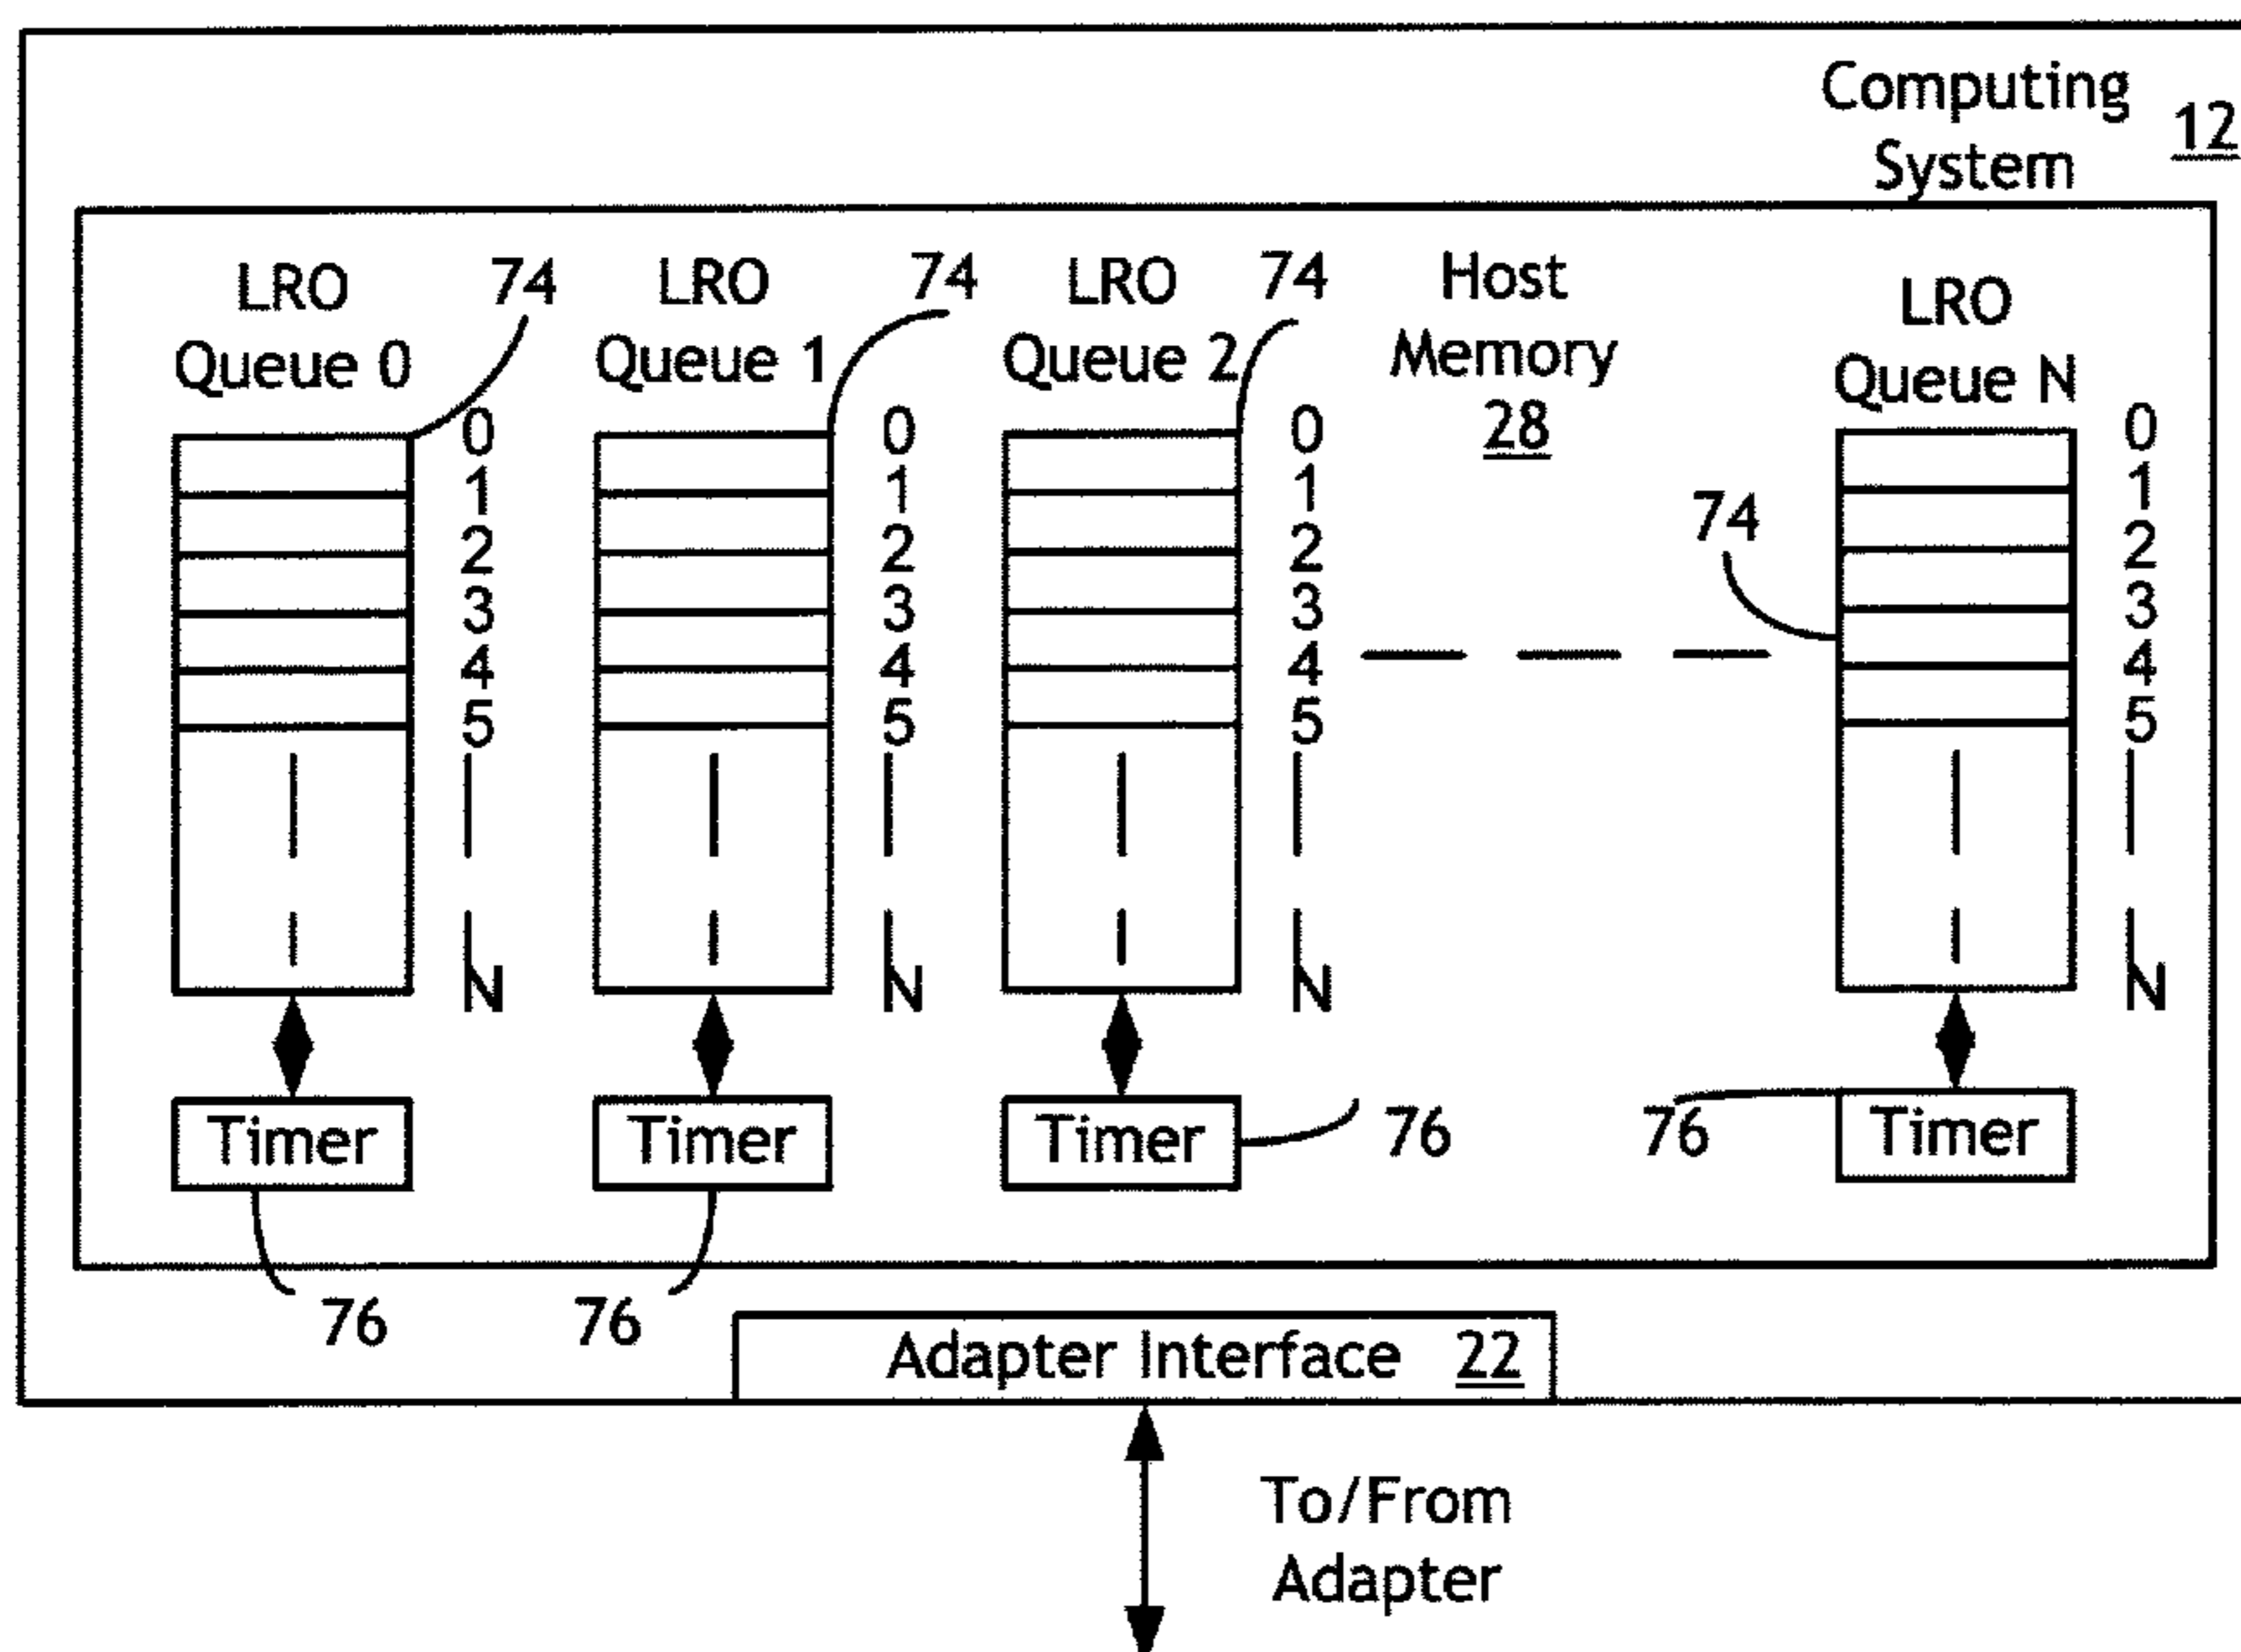 Computing
System
12
LRO
Queue 0
74
LRO
Queue 1
74
LRO
Queue 2
74
Host
Memory
28
LRO
Queue N
74
0
1
2
3
4
5
N
0
1
2
3
4
5
N
0
1
2
3
4
5
N
0
1
2
3
4
5
N
Timer
Timer
Timer
76
76
Timer
76
76
Adapter Interface 22
To/From
Adapter